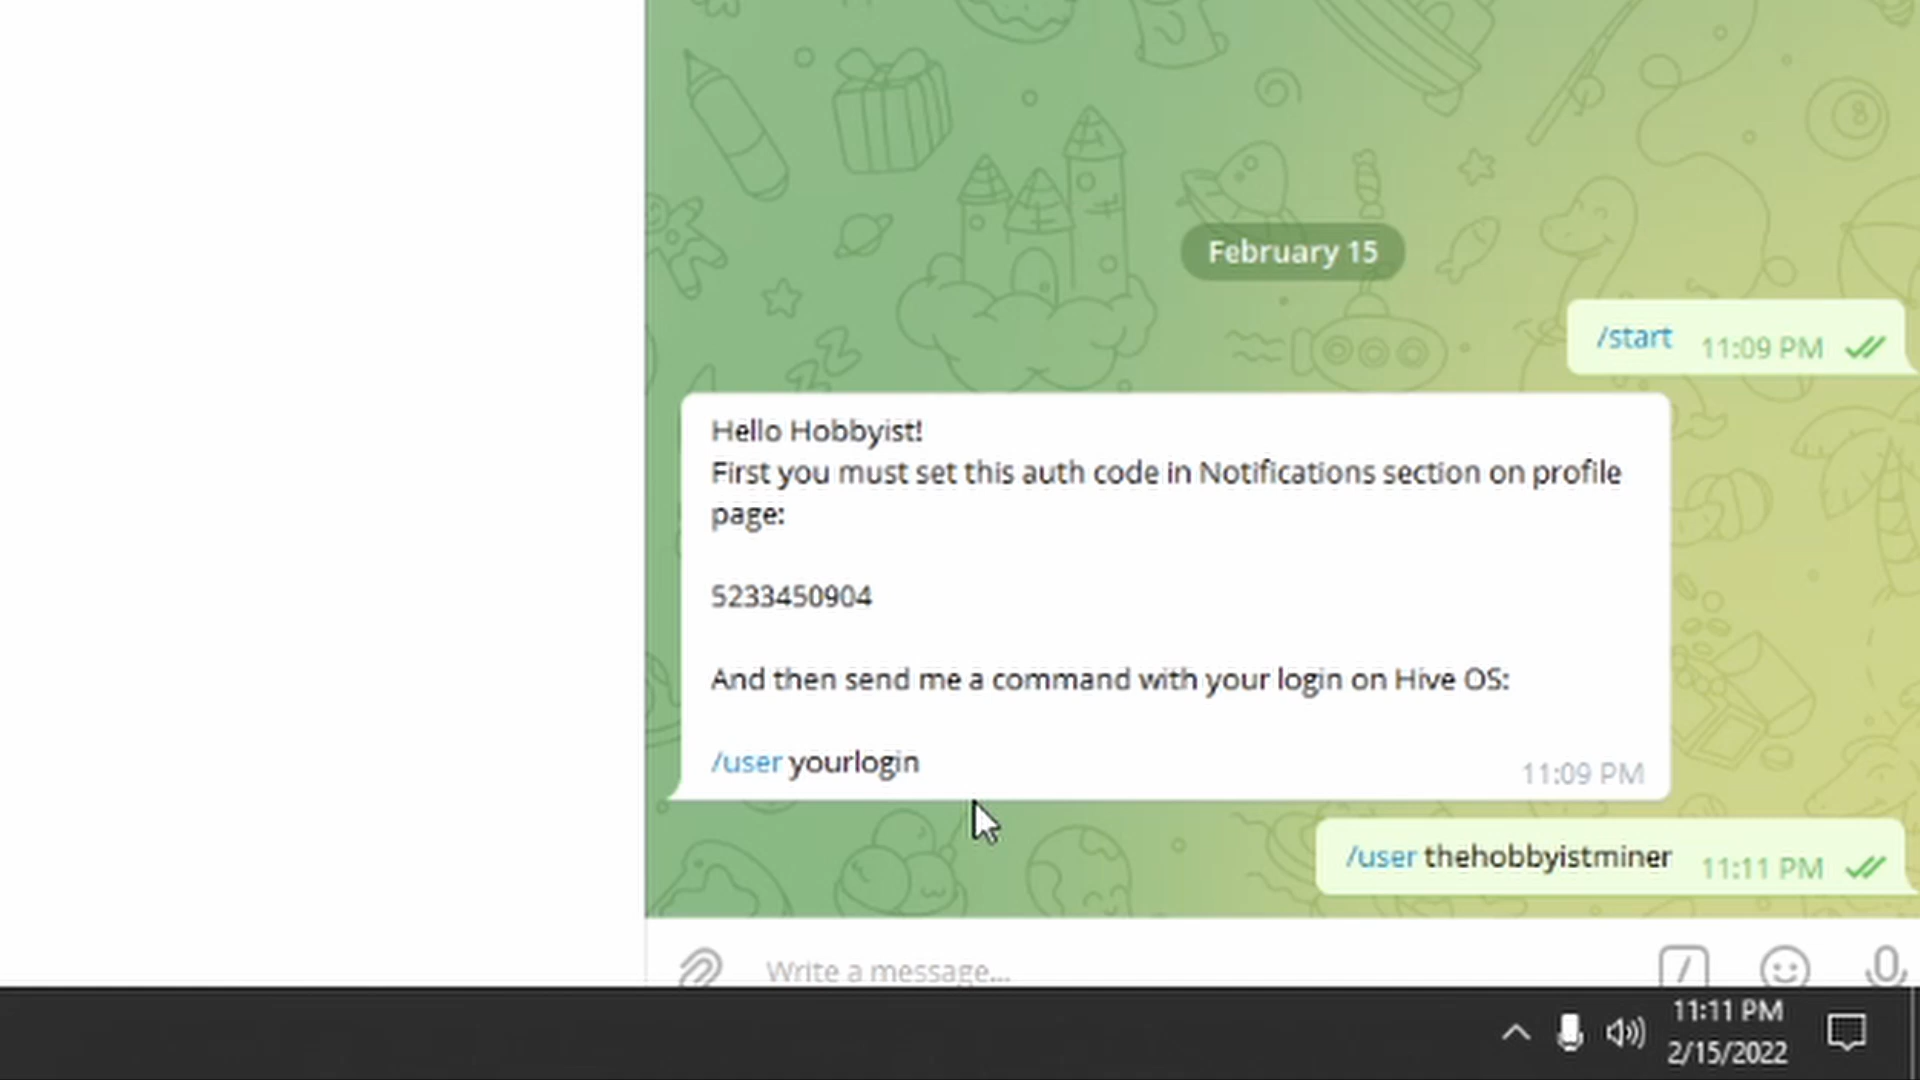 February 15
/start 11:09 PM
Hello Hobbyist!
First you must set this auth code in Notifications section on profile
page:
5233450904
And then send me a command with your login on Hive OS:
/user yourlogin
11:09 PM
/user thehobbyistminer 11:11 PM
Write a message...
11:11 PM
2/15/2022